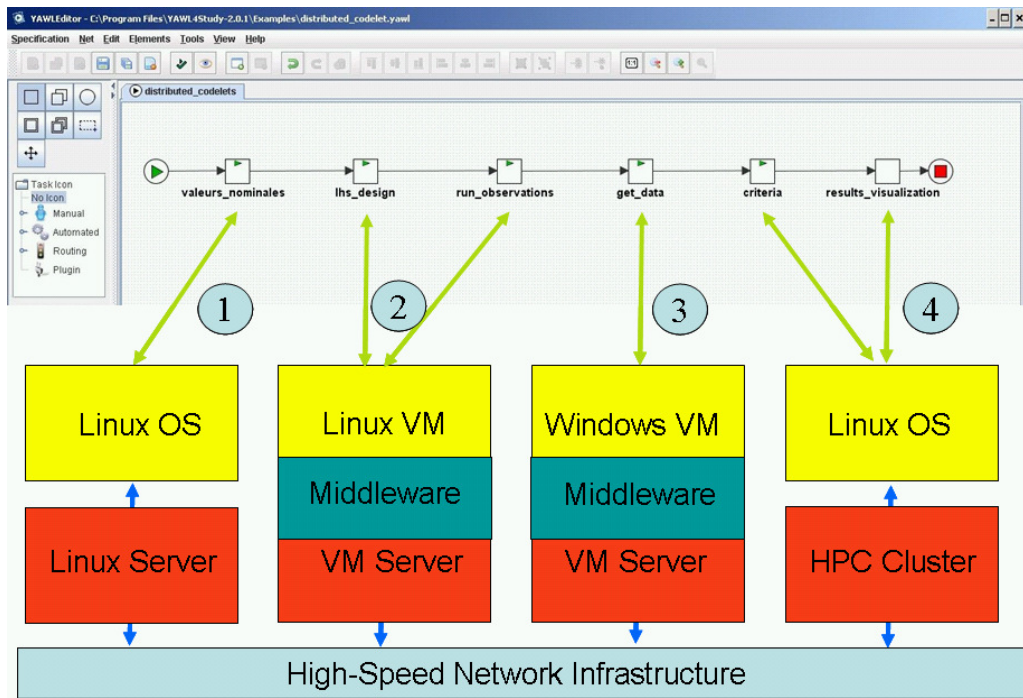 YAWLEditor - C:\Program Files\YAWL4Study-2.0.1\Examples\distributed_codelet.yawl
Specification Net Edit Elements Tools View Help
distributed_codelets
Task Icon
No Icon
Manual
Automated
Routing
Plugin
valeurs_nominales lhs_design run_observations get_data criteria results_visualization
1 2 3 4
Linux OS Linux VM Windows VM Linux OS
Middleware Middleware
Linux Server VM Server VM Server HPC Cluster
High-Speed Network Infrastructure